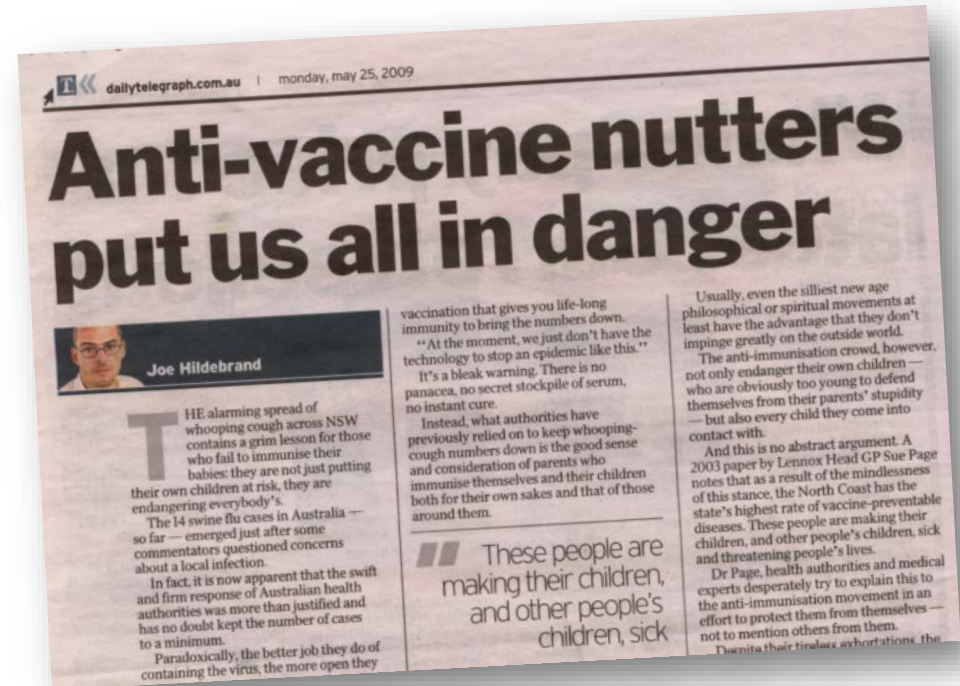 T
dailytelegraph.com.au | monday, may 25, 2009
Anti-vaccine nutters
put us all in danger
Joe Hildebrand
THE alarming spread of
whooping cough across NSW
contains a grim lesson for those
who fail to immunise their
babies: they are not just putting
their own children at risk, they are
endangering everybody's.
The 14 swine flu cases in Australia —
so far — emerged just after some
commentators questioned concerns
about a local infection.
In fact, it is now apparent that the swift
and firm response of Australian health
authorities was more than justified and
has no doubt kept the number of cases
to a minimum.
Paradoxically, the better job they do of
containing the virus, the more open they
vaccination that gives you life-long
immunity to bring the numbers down.
“At the moment, we just don't have the
technology to stop an epidemic like this.”
It's a bleak warning. There is no
panacea, no secret stockpile of serum,
no instant cure.
Instead, what authorities have
previously relied on to keep whooping-
cough numbers down is the good sense
and consideration of parents who
immunise themselves and their children
both for their own sakes and that of those
around them.
These people are
making their children,
and other people's
children, sick
Usually, even the silliest new age
philosophical or spiritual movements at
least have the advantage that they don't
impinge greatly on the outside world.
The anti-immunisation crowd, however,
not only endanger their own children —
who are obviously too young to defend
themselves from their parents' stupidity
— but also every child they come into
contact with.
And this is no abstract argument. A
2003 paper by Lennox Head GP Sue Page
notes that as a result of the mindlessness
of this stance, the North Coast has the
state's highest rate of vaccine-preventable
diseases. These people are making their
children, and other people's children, sick
and threatening people's lives.
Dr Page, health authorities and medical
experts desperately try to explain this to
the anti-immunisation movement in an
effort to protect them from themselves —
not to mention others from them.
Despite their tireless exhortations, the